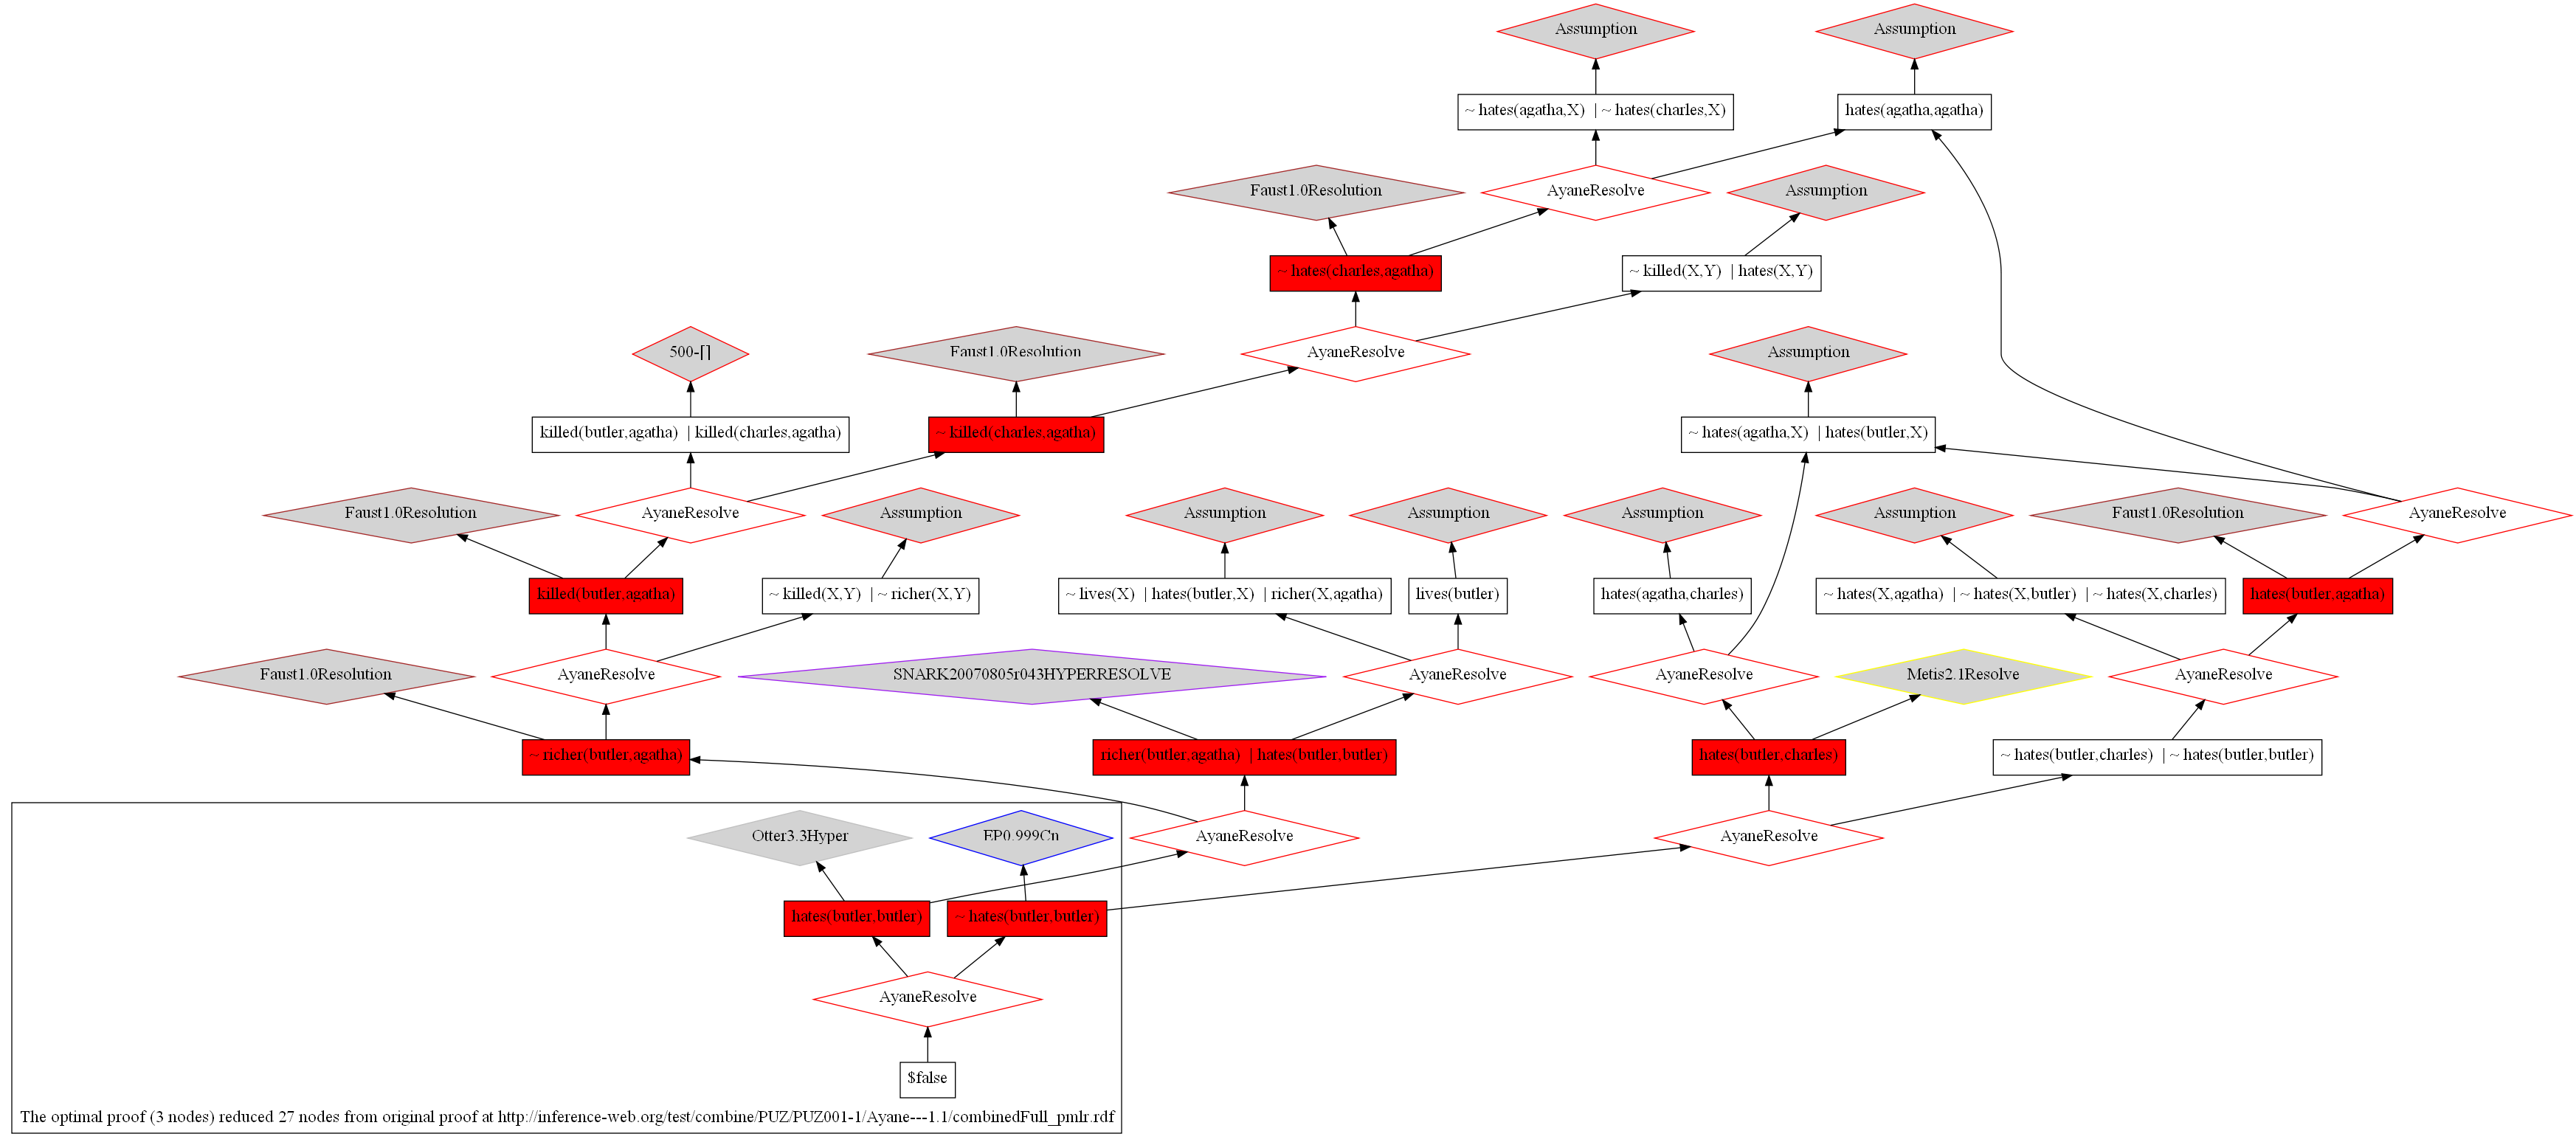 Assumption
Assumption
~ hates(agatha,X) | ~ hates(charles,X)
hates(agatha,agatha)
Faust1.0Resolution
AyaneResolve
Assumption
~ hates(charles,agatha)
~ killed(X,Y) | hates(X,Y)
500-[]
Faust1.0Resolution
AyaneResolve
Assumption
killed(butler,agatha) | killed(charles,agatha)
~ killed(charles,agatha)
~ hates(agatha,X) | hates(butler,X)
Faust1.0Resolution
AyaneResolve
Assumption
Assumption
Assumption
Assumption
Assumption
Faust1.0Resolution
AyaneResolve
killed(butler,agatha)
~ killed(X,Y) | ~ richer(X,Y)
~ lives(X) | hates(butler,X) | richer(X,agatha)
lives(butler)
hates(agatha,charles)
~ hates(X,agatha) | ~ hates(X,butler) | ~ hates(X,charles)
hates(butler,agatha)
Faust1.0Resolution
AyaneResolve
SNARK20070805r043HYPERRESOLVE
AyaneResolve
AyaneResolve
Metis2.1Resolve
AyaneResolve
~ richer(butler,agatha)
richer(butler,agatha) | hates(butler,butler)
hates(butler,charles)
~ hates(butler,charles) | ~ hates(butler,butler)
Otter3.3Hyper
EP0.999Cn
AyaneResolve
AyaneResolve
hates(butler,butler)
~ hates(butler,butler)
AyaneResolve
$false
The optimal proof (3 nodes) reduced 27 nodes from original proof at http://inference-web.org/test/combine/PUZ/PUZ001-1/Ayane---1.1/combinedFull_pmlr.rdf